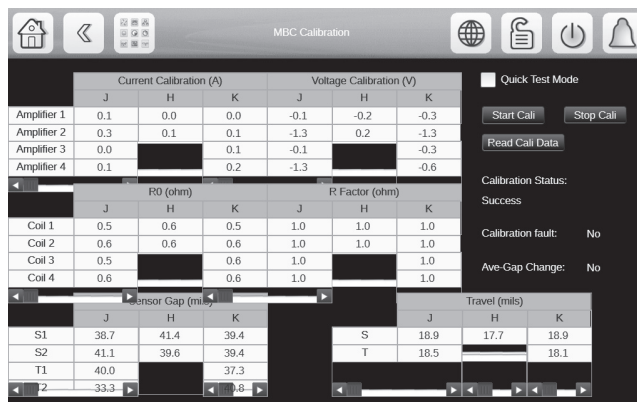 MBC Calibration
Current Calibration (A) Voltage Calibration (V)
J H K J H K
Amplifier 1 0.1 0.0 0.0 -0.1 -0.2 -0.3
Amplifier 2 0.3 0.1 0.1 -1.3 0.2 -1.3
Amplifier 3 0.0 0.1 -0.1 -0.3
Amplifier 4 0.1 0.2 -1.3 -0.6
Quick Test Mode
Start Cali Stop Cali
Read Cali Data
Calibration Status:
Success
Calibration fault: No
Ave-Gap Change: No
R0 (ohm) R Factor (ohm)
J H K J H K
Coil 1 0.5 0.6 0.5 1.0 1.0 1.0
Coil 2 0.6 0.6 0.6 1.0 1.0 1.0
Coil 3 0.5 0.6 1.0 1.0
Coil 4 0.6 0.6 1.0 1.0
Sensor Gap
J H K
S1 38.7 41.4 39.4
S2 41.1 39.6 39.4
T1 40.0 37.3
T2 33.3
Travel (mils)
J H K
S 18.9 17.7 18.9
T 18.5 18.1